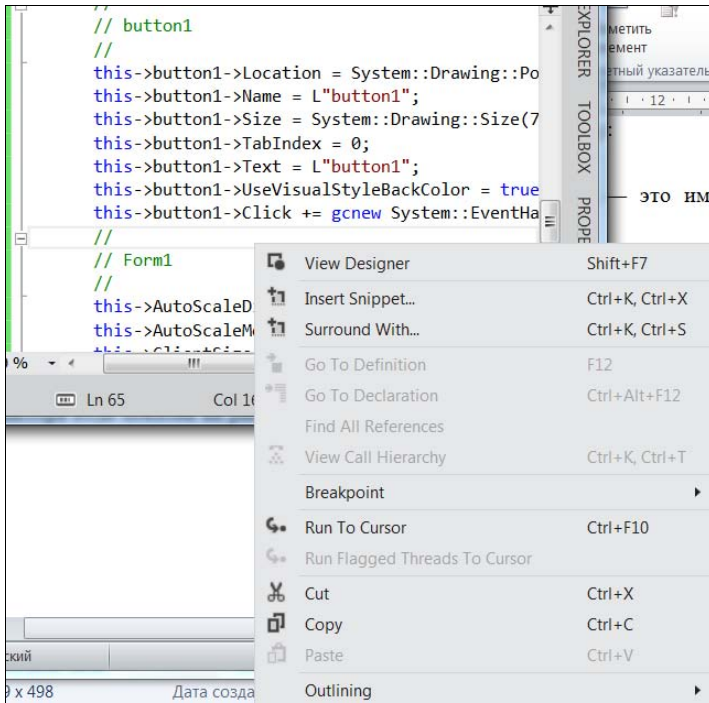 //
// button1
//
this->button1->Location = System::Drawing::Po
this->button1->Name = L"button1";
this->button1->Size = System::Drawing::Size(7
this->button1->TabIndex = 0;
this->button1->Text = L"button1";
this->button1->UseVisualStyleBackColor = true
this->button1->Click += gcnew System::EventHa
//
// Form1
//
this->AutoScaleD
this->AutoScaleMo
this->ClientSize
%
Ln 65
EXPLORER
TOOLBOX
PROPE
метить
емент
етный указатель
12
— это им
View Designer Shift+F7
Insert Snippet... Ctrl+K, Ctrl+X
Surround With... Ctrl+K, Ctrl+S
Go To Definition F12
Go To Declaration Ctrl+Alt+F12
Find All References
View Call Hierarchy Ctrl+K, Ctrl+T
Breakpoint
Run To Cursor Ctrl+F10
Run Flagged Threads To Cursor
Cut Ctrl+X
Copy Ctrl+C
Paste Ctrl+V
Outlining
ский
9 x 498 Дата созда